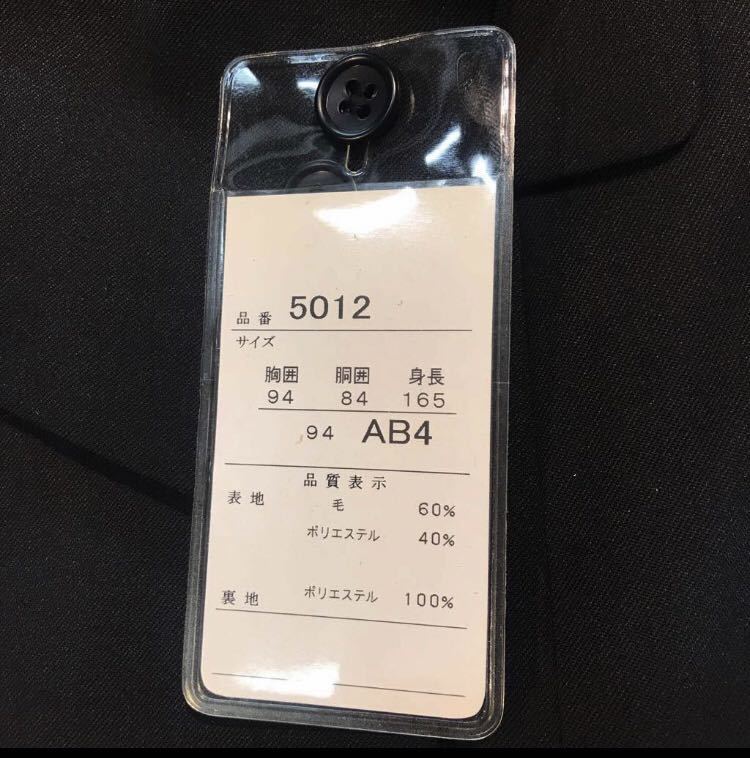 品番 5012
サイズ
胸囲 胴囲 身長
94 84 165
94 AB4
品質表示
表地 毛 60%
ポリエステル 40%
裏地 ポリエステル 100%